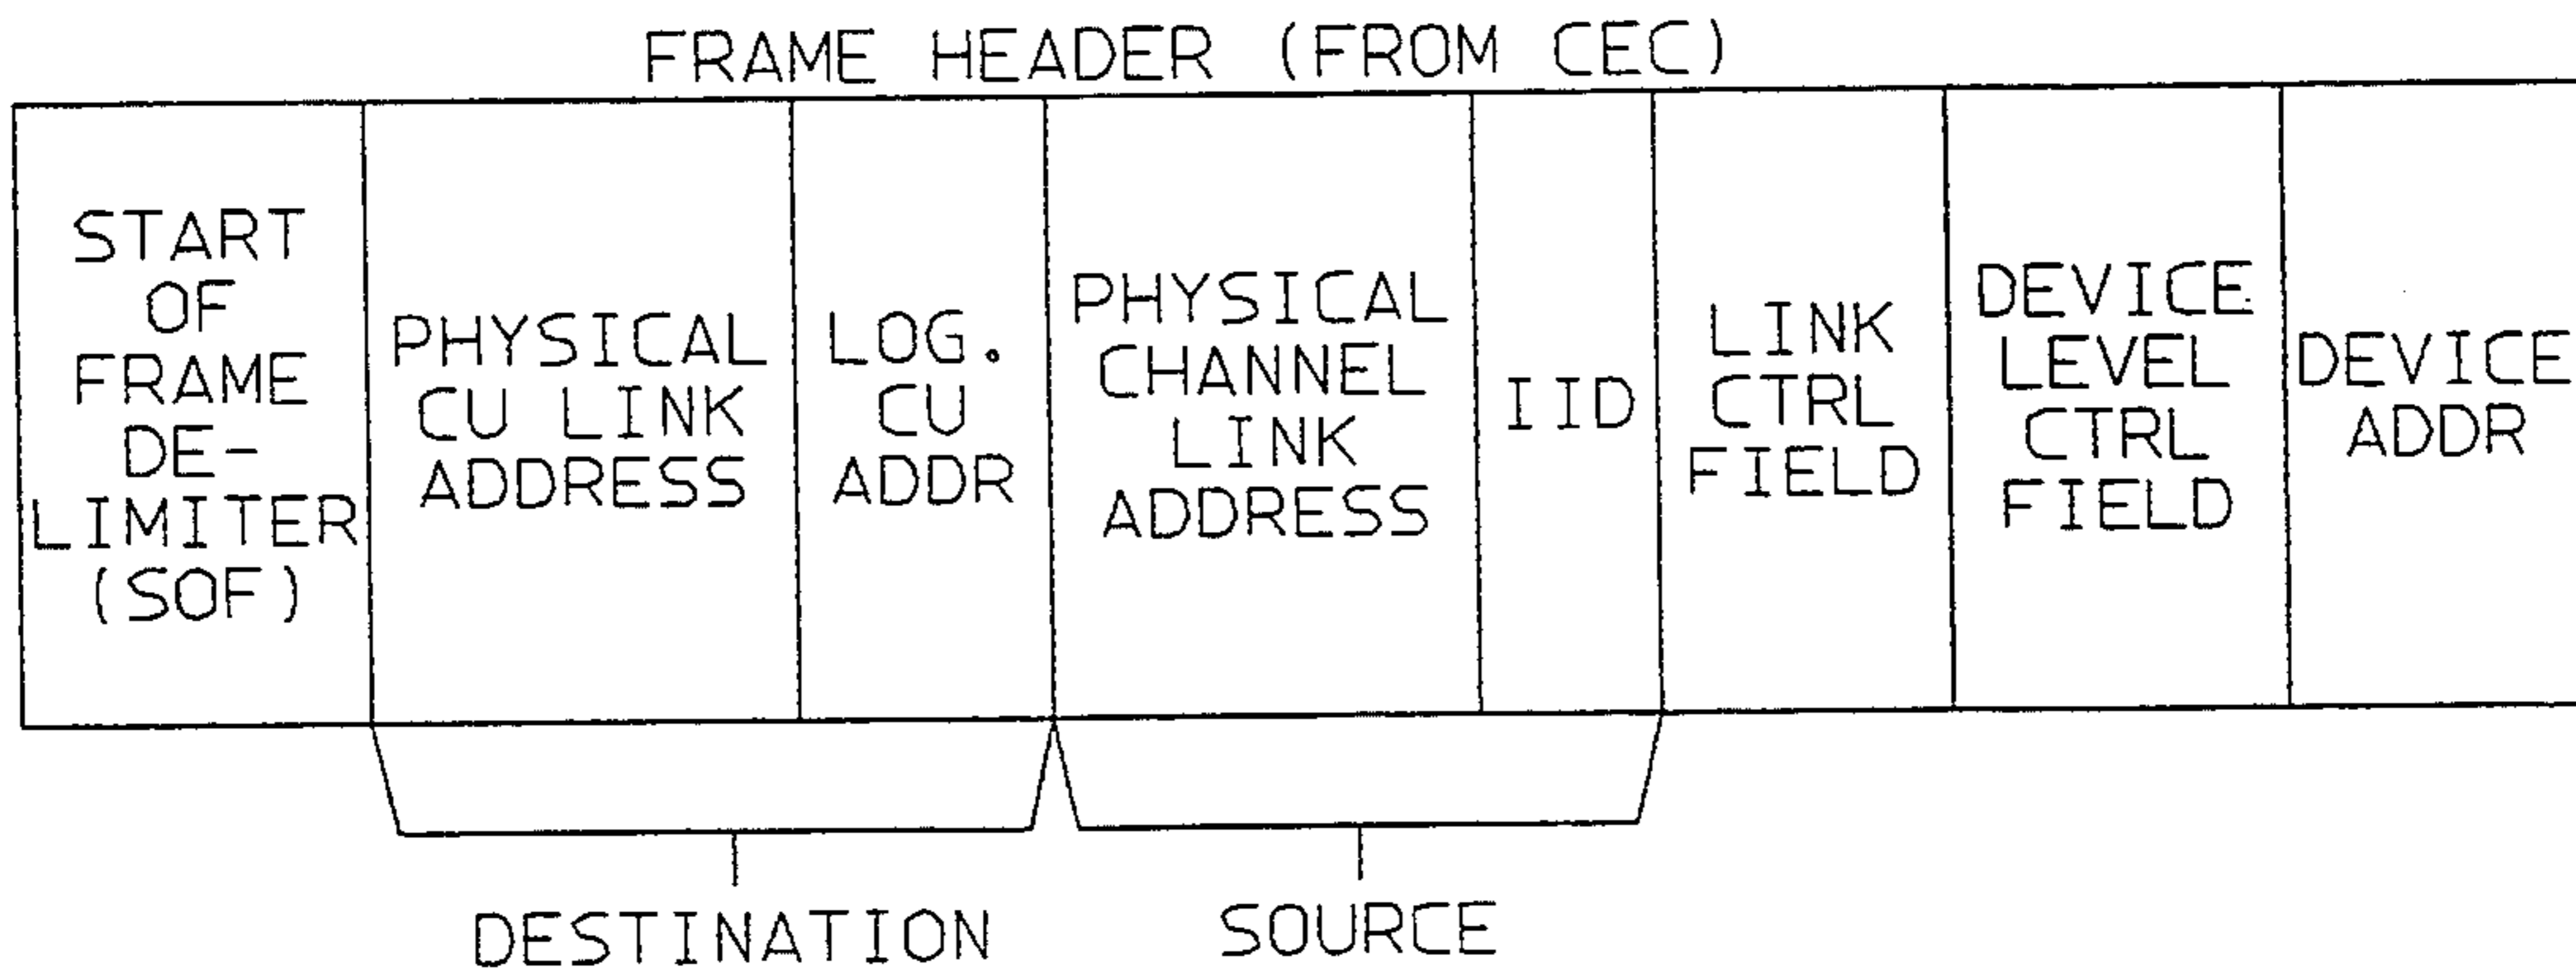 FRAME HEADER (FROM CEC)
START
OF
FRAME
DE-
LIMITER
(SOF)
PHYSICAL
CU LINK
ADDRESS
LOG.
CU
ADDR
PHYSICAL
CHANNEL
LINK
ADDRESS
IID
LINK
CTRL
FIELD
DEVICE
LEVEL
CTRL
FIELD
DEVICE
ADDR
DESTINATION
SOURCE